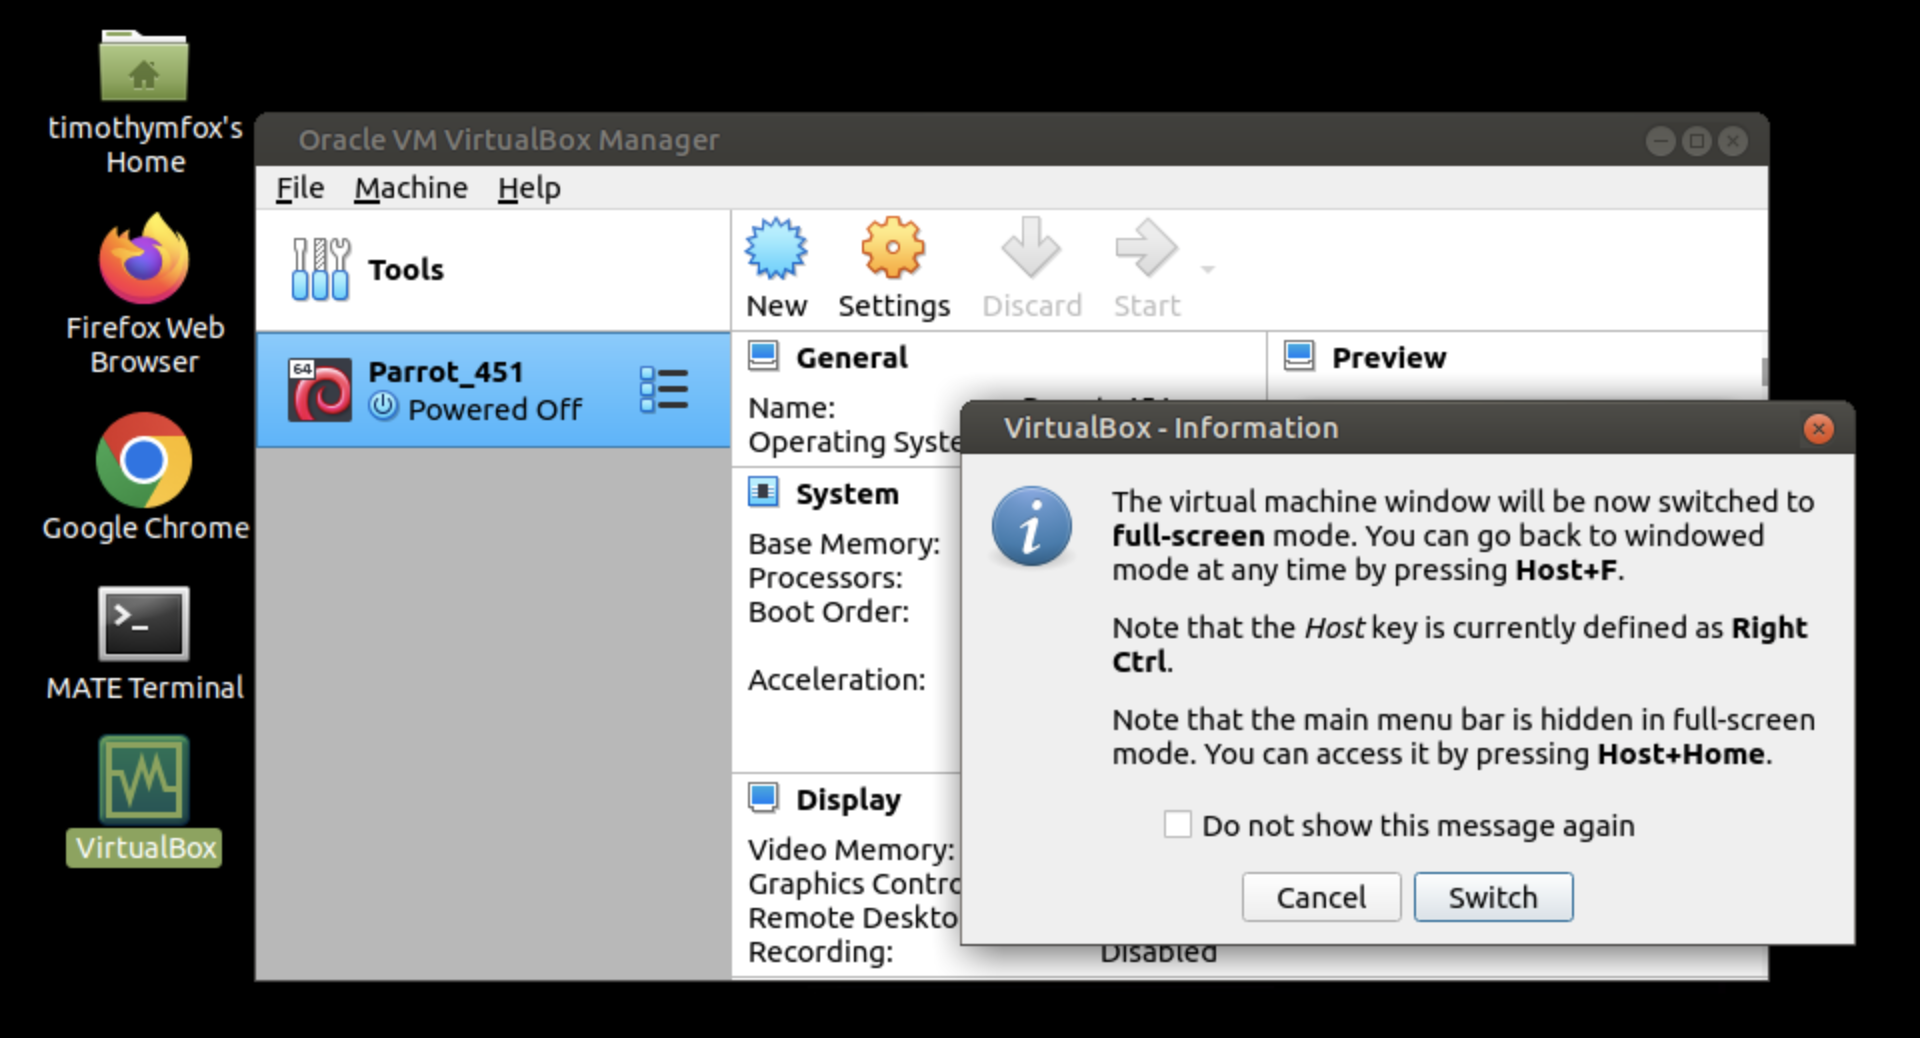 timothymfox's
Home
Firefox Web
Browser
Google Chrome
MATE Terminal
VirtualBox
Oracle VM VirtualBox Manager
File Machine Help
Tools
New Settings Discard Start
64
Parrot_451
Powered Off
General
Name:
Operating Syste
System
Base Memory:
Processors:
Boot Order:
Acceleration:
Display
Video Memory:
Graphics Contro
Remote Deskto
Recording: Disabled
Preview
VirtualBox - Information
The virtual machine window will be now switched to
full-screen mode. You can go back to windowed
mode at any time by pressing Host+F.
Note that the Host key is currently defined as Right
Ctrl.
Note that the main menu bar is hidden in full-screen
mode. You can access it by pressing Host+Home.
Do not show this message again
Cancel Switch